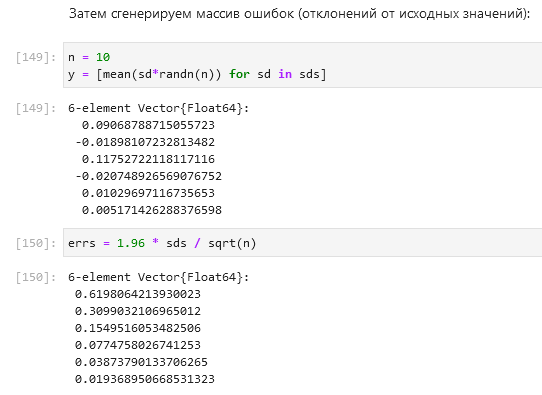 Затем сгенерируем массив ошибок (отклонений от исходных значений):
[149]: n = 10
y = [mean(sd*randn(n)) for sd in sds]
[149]: 6-element Vector{Float64}:
0.09068788715055723
-0.01898107232813482
0.11752722118117116
-0.020748926569076752
0.01029697116735653
0.005171426288376598
[150]: errs = 1.96 * sds / sqrt(n)
[150]: 6-element Vector{Float64}:
0.6198064213930023
0.3099032106965012
0.1549516053482506
0.0774758026741253
0.03873790133706265
0.019368950668531323